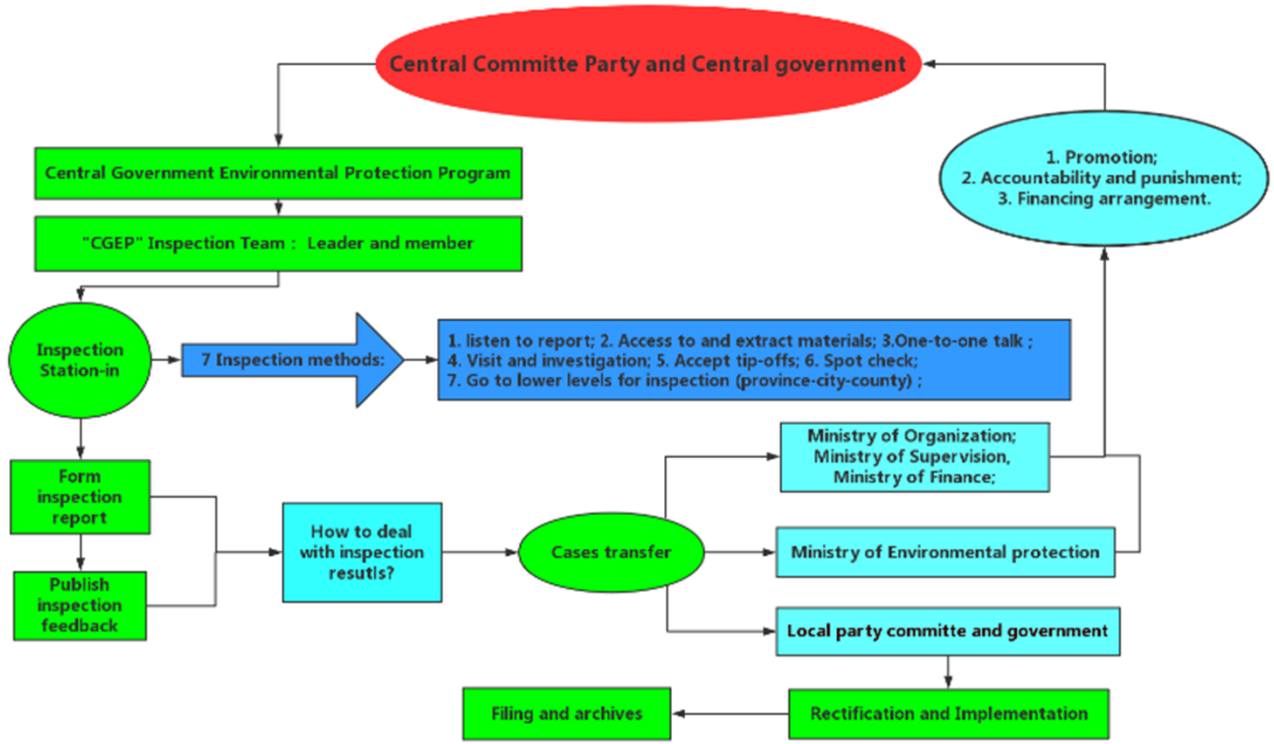 Central Committe Party and Central government
Central Government Environmental Protection Program
"CGEP" Inspection Team： Leader and member
1. Promotion;
2. Accountability and punishment;
3. Financing arrangement.
Inspection
Station-in
7 Inspection methods:
1. listen to report; 2. Access to and extract materials; 3.One-to-one talk ;
4. Visit and investigation; 5. Accept tip-offs; 6. Spot check;
7. Go to lower levels for inspection (province-city-county) ;
Form
inspection
report
Publish
inspection
feedback
How to deal
with inspection
resutls?
Cases transfer
Ministry of Organization;
Ministry of Supervision,
Ministry of Finance;
Ministry of Environmental protection
Local party committe and government
Rectification and Implementation
Filing and archives